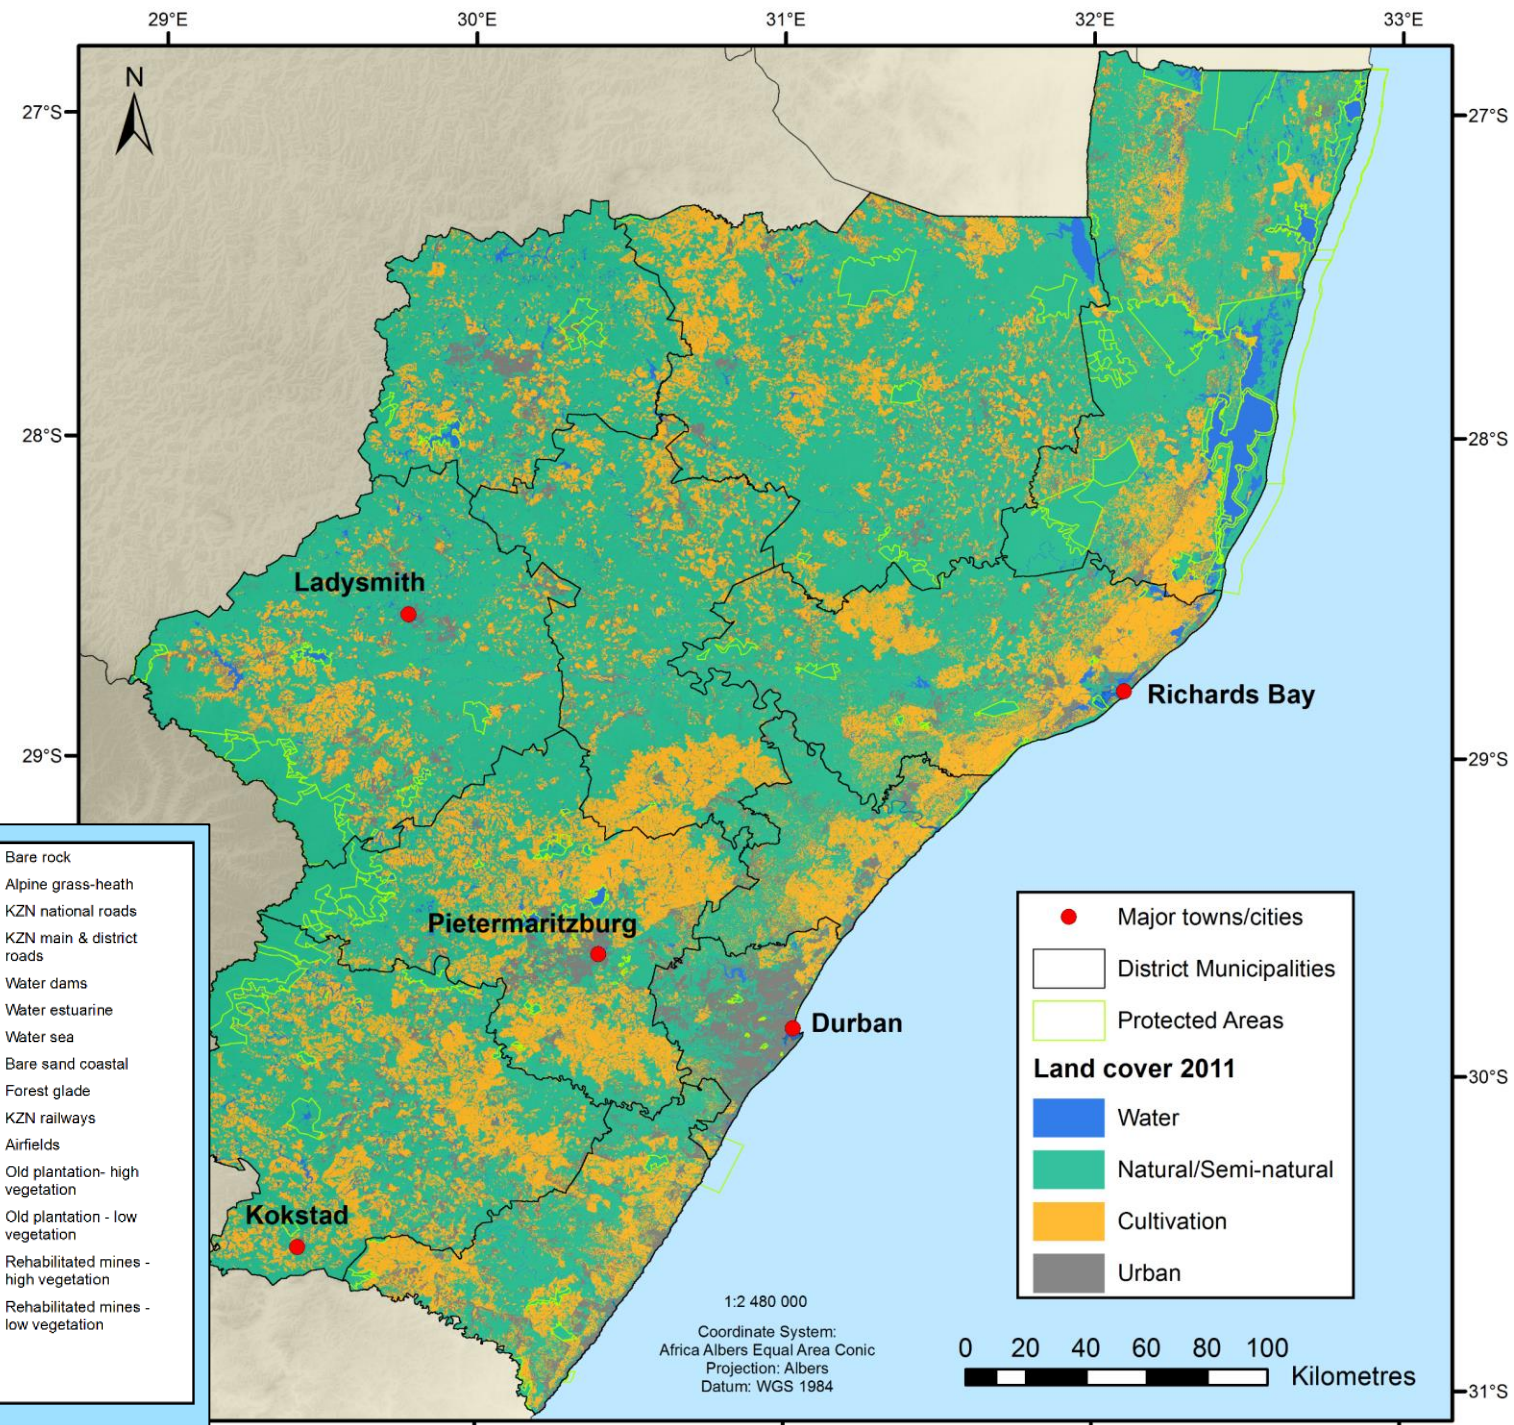 29°E 30°E 31°E 32°E 33°E
N
27°S 27°S
28°S 28°S
Ladysmith
Richards Bay
29°S 29°S
Pietermaritzburg
Durban
30°S
Kokstad
31°S
Bare rock
Alpine grass-heath
KZN national roads
KZN main & district
roads
Water dams
Water estuarine
Water sea
Bare sand coastal
Forest glade
KZN railways
Airfields
Old plantation- high
vegetation
Old plantation - low
vegetation
Rehabilitated mines -
high vegetation
Rehabilitated mines -
low vegetation
Major towns/cities
District Municipalities
Protected Areas
Land cover 2011
Water
Natural/Semi-natural
Cultivation
Urban
1:2 480 000
Coordinate System:
Africa Albers Equal Area Conic
Projection: Albers
Datum: WGS 1984
0 20 40 60 80 100
Kilometres